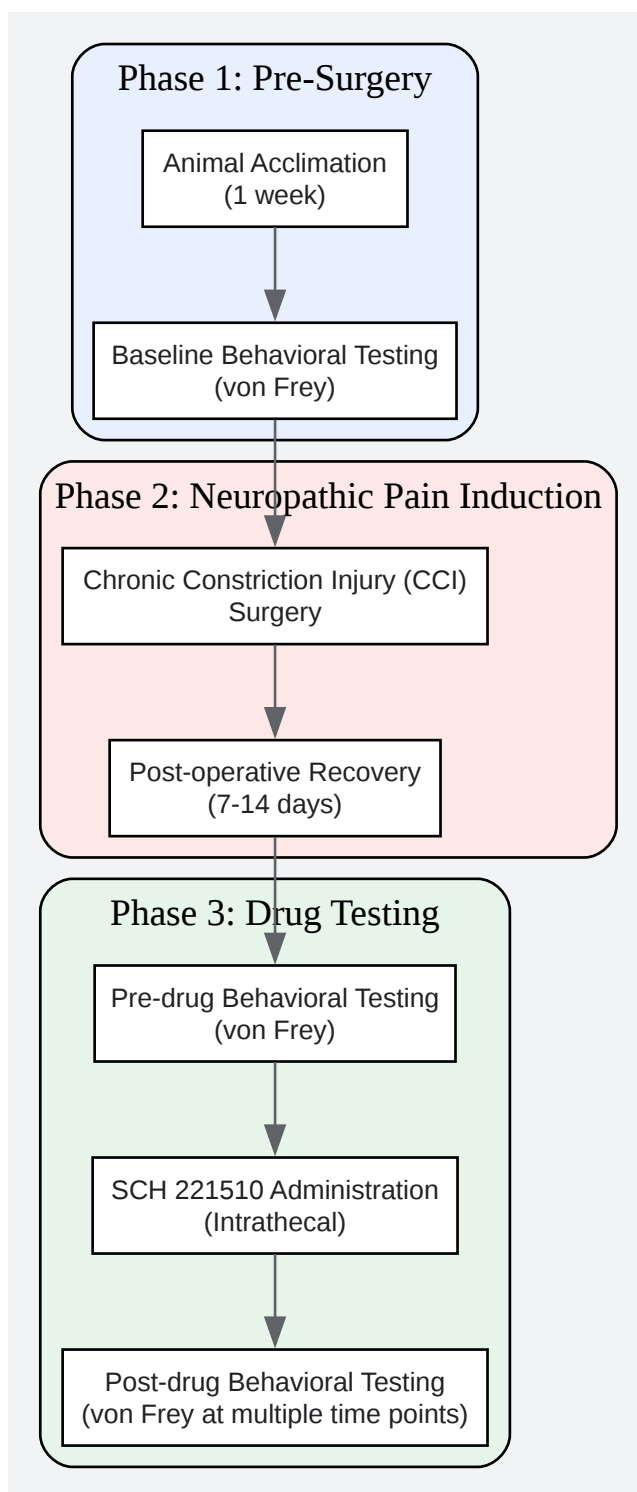 Phase 1: Pre-Surgery
Animal Acclimation
(1 week)
Baseline Behavioral Testing
(von Frey)
Phase 2: Neuropathic Pain Induction
Chronic Constriction Injury (CCI)
Surgery
Post-operative Recovery
(7-14 days)
Phase 3: Drug Testing
Pre-drug Behavioral Testing
(von Frey)
SCH 221510 Administration
(Intrathecal)
Post-drug Behavioral Testing
(von Frey at multiple time points)